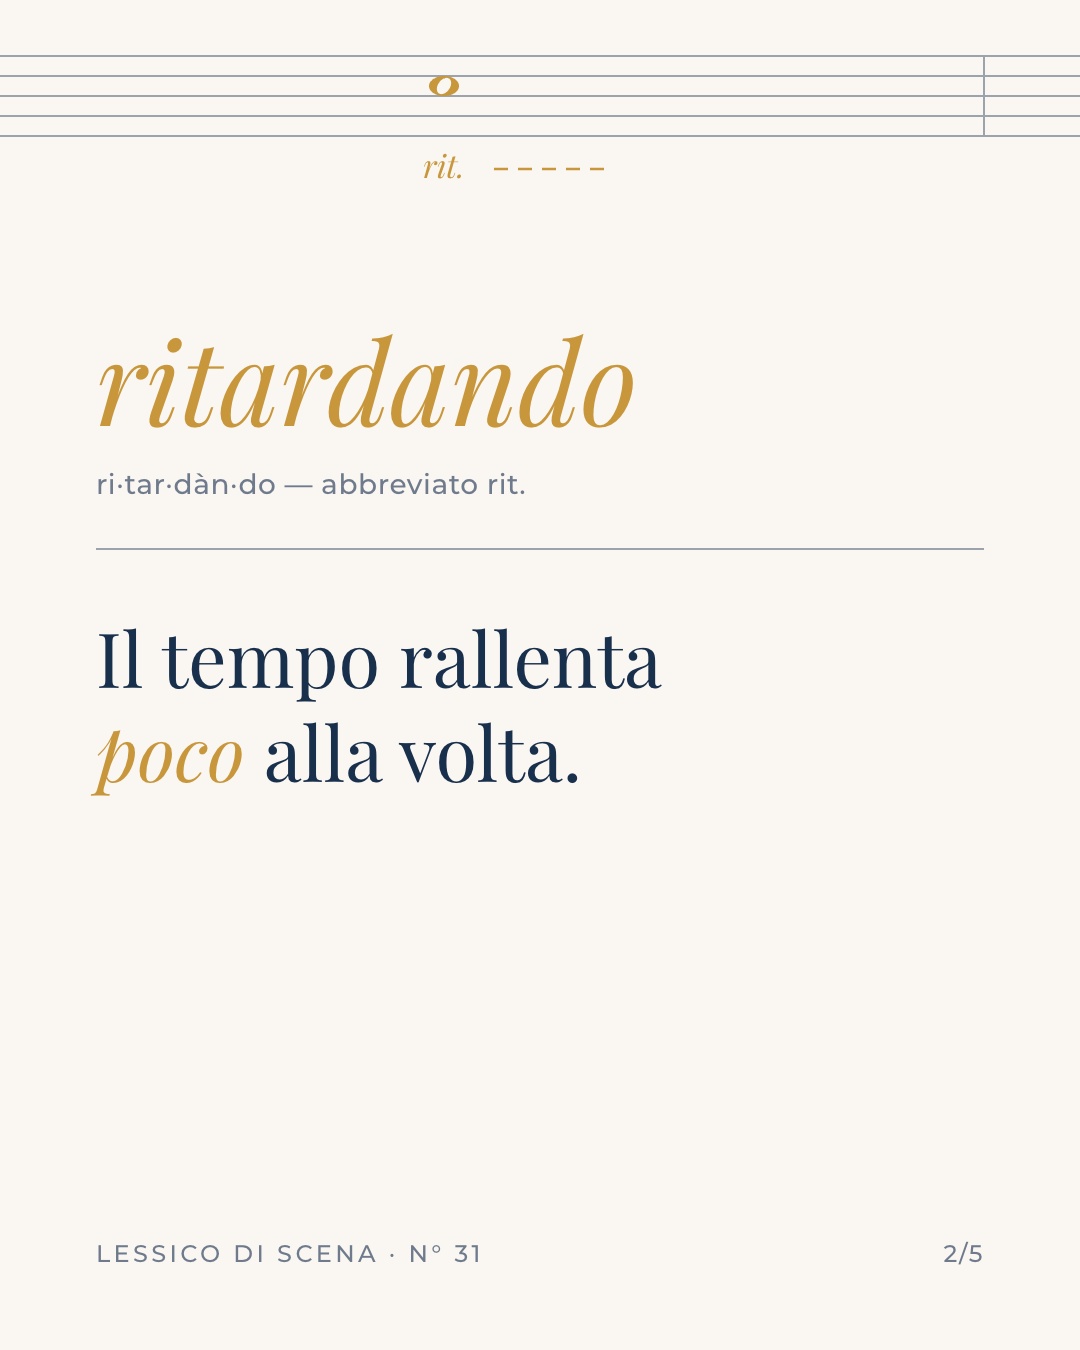 rit. – – – – –
ritardando
ri·tar·dàn·do — abbreviato rit.
Il tempo rallenta
poco alla volta.
LESSICO DI SCENA · N° 31
2/5